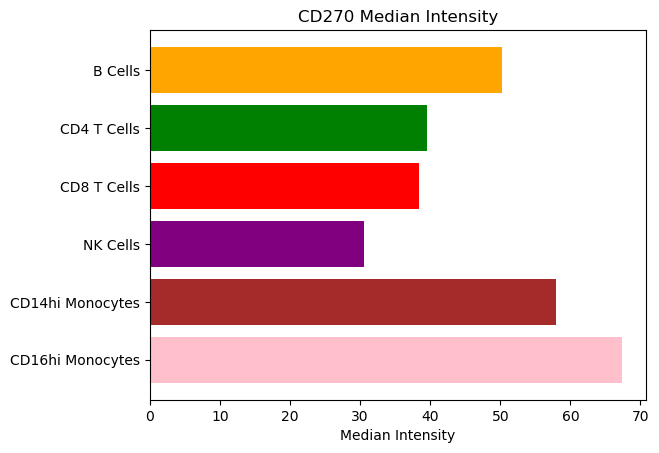 CD270 Median Intensity
B Cells
CD4 T Cells
CD8 T Cells
NK Cells
CD14hi Monocytes
CD16hi Monocytes
0 10 20 30 40 50 60 70
Median Intensity